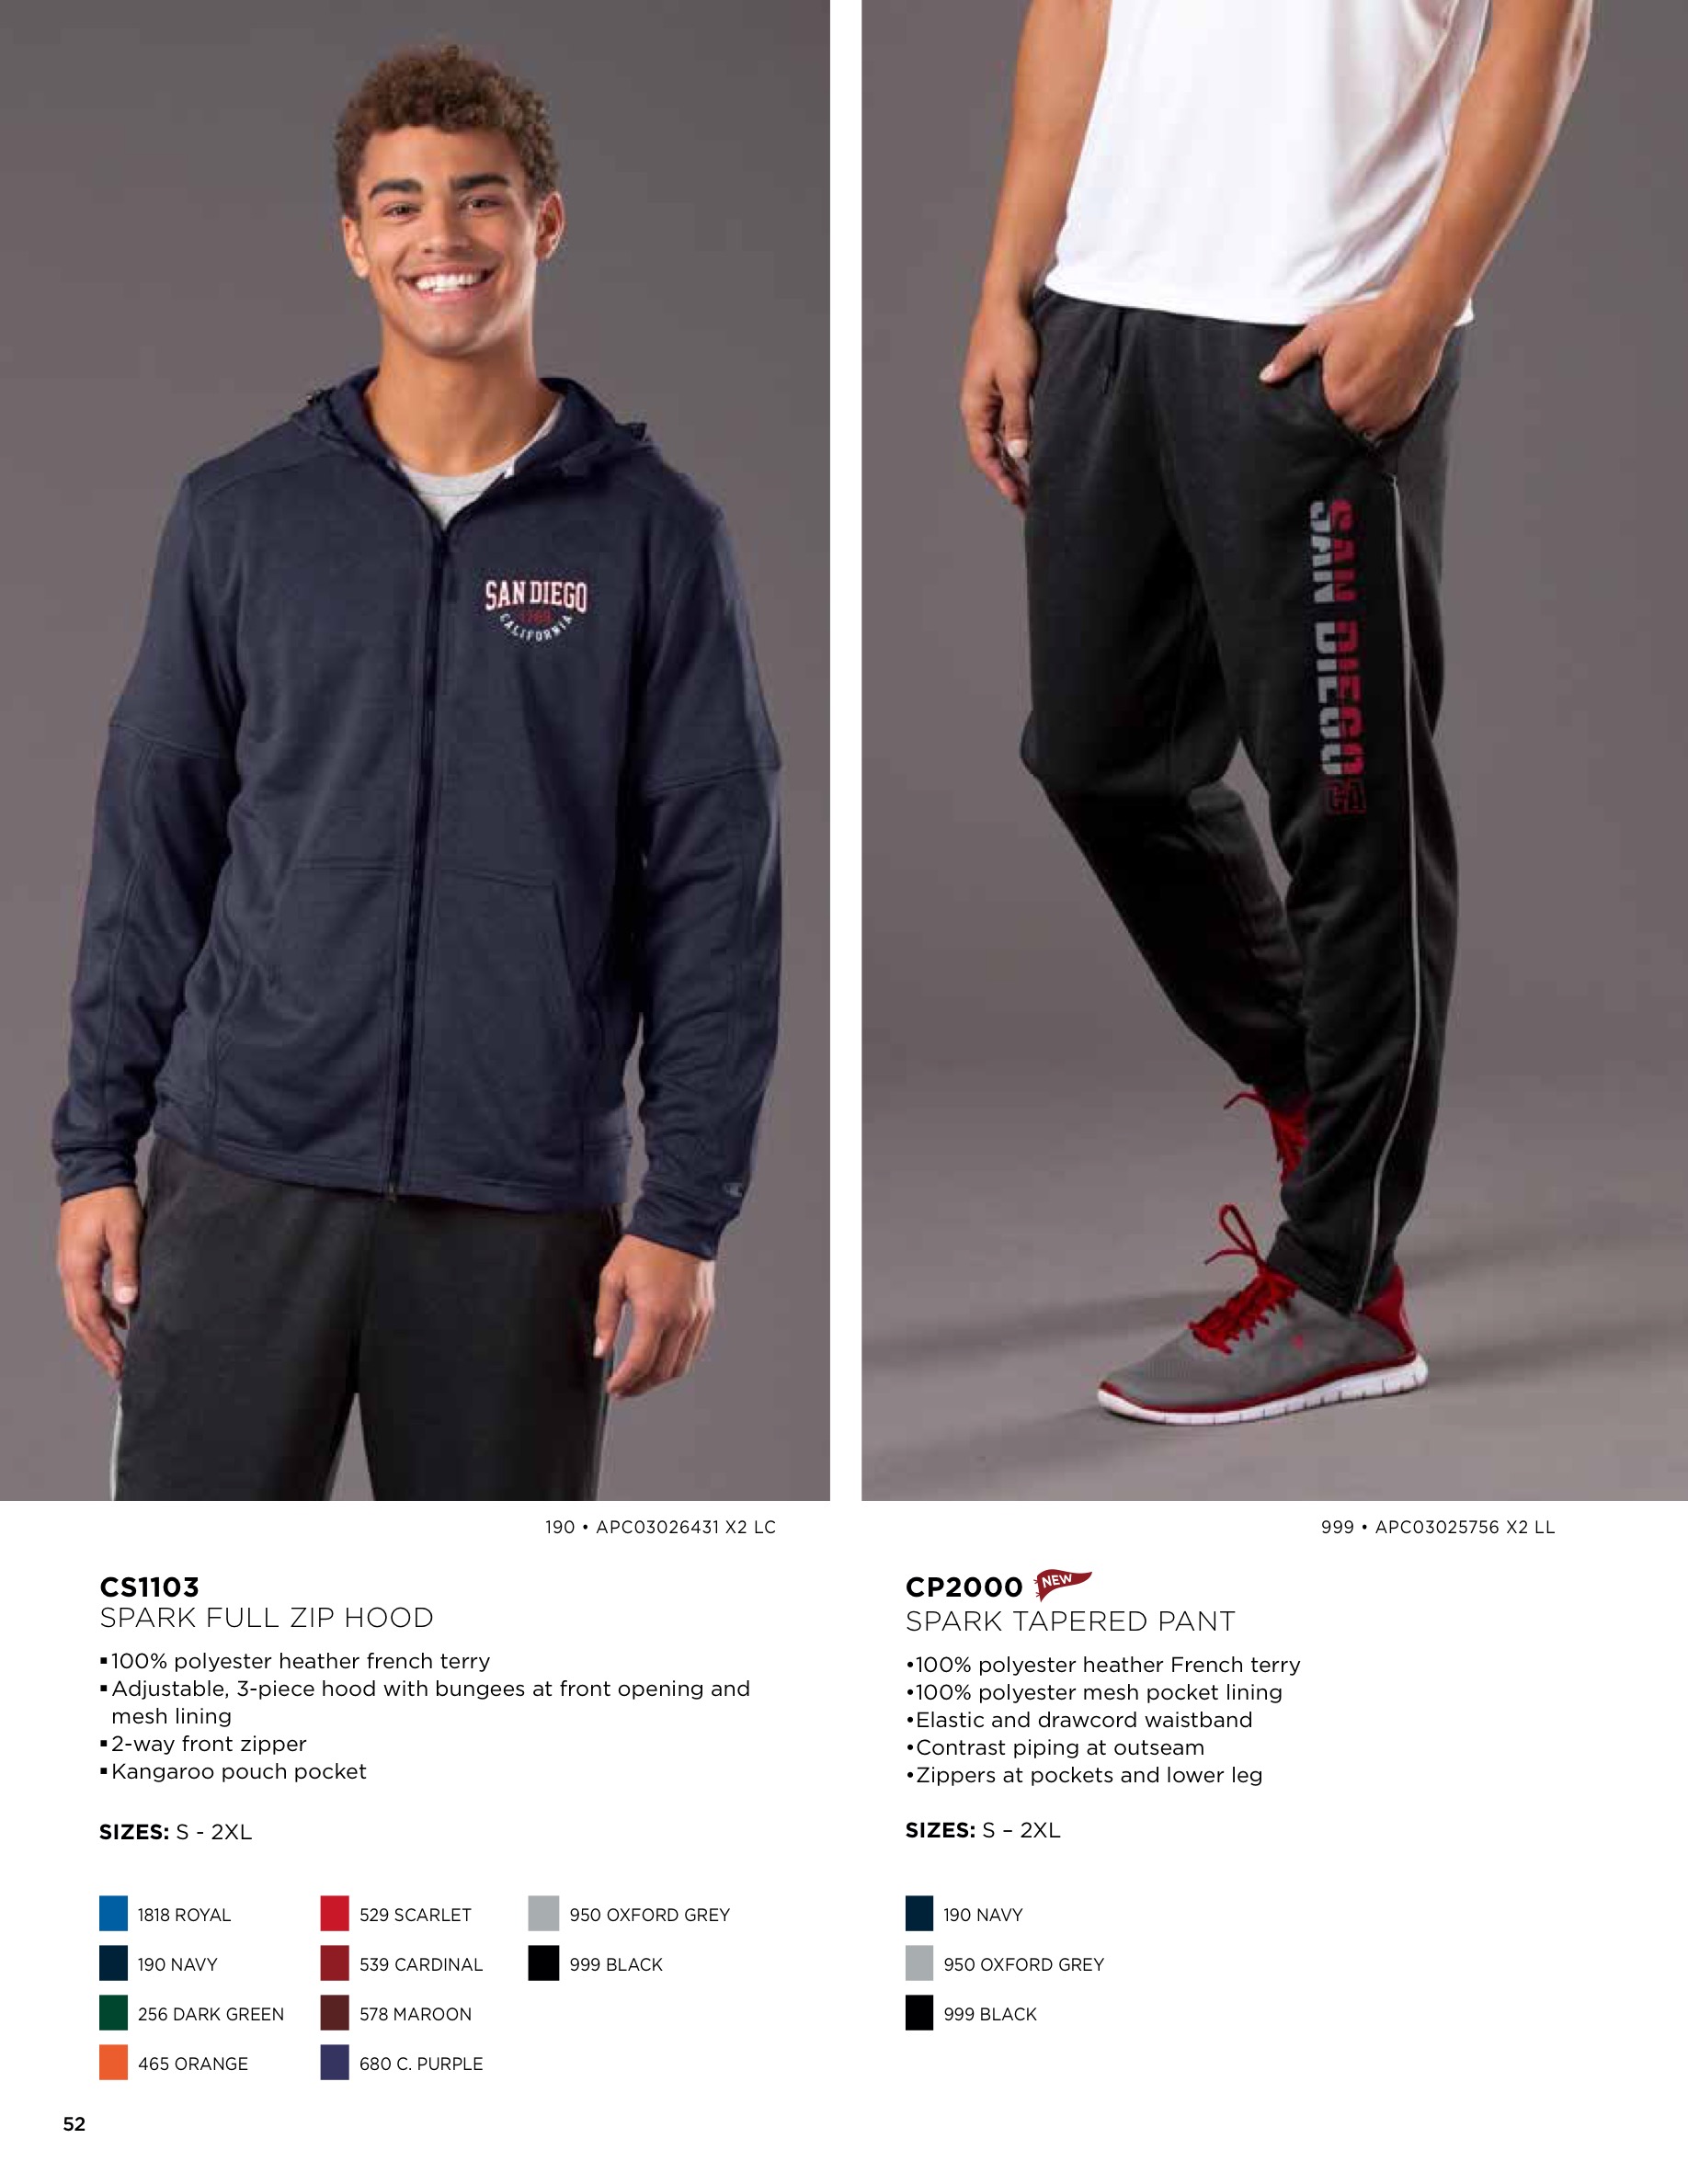 SAN DIEGO
1769
CALIFORNIA
SAN DIEGO CA
190 • APC03026431 X2 LC
999 • APC03025756 X2 LL
CS1103
SPARK FULL ZIP HOOD
▪100% polyester heather french terry
▪Adjustable, 3-piece hood with bungees at front opening and
mesh lining
▪2-way front zipper
▪Kangaroo pouch pocket
SIZES: S - 2XL
1818 ROYAL
190 NAVY
256 DARK GREEN
465 ORANGE
529 SCARLET
539 CARDINAL
578 MAROON
680 C. PURPLE
950 OXFORD GREY
999 BLACK
CP2000 NEW
SPARK TAPERED PANT
•100% polyester heather French terry
•100% polyester mesh pocket lining
•Elastic and drawcord waistband
•Contrast piping at outseam
•Zippers at pockets and lower leg
SIZES: S – 2XL
190 NAVY
950 OXFORD GREY
999 BLACK
52